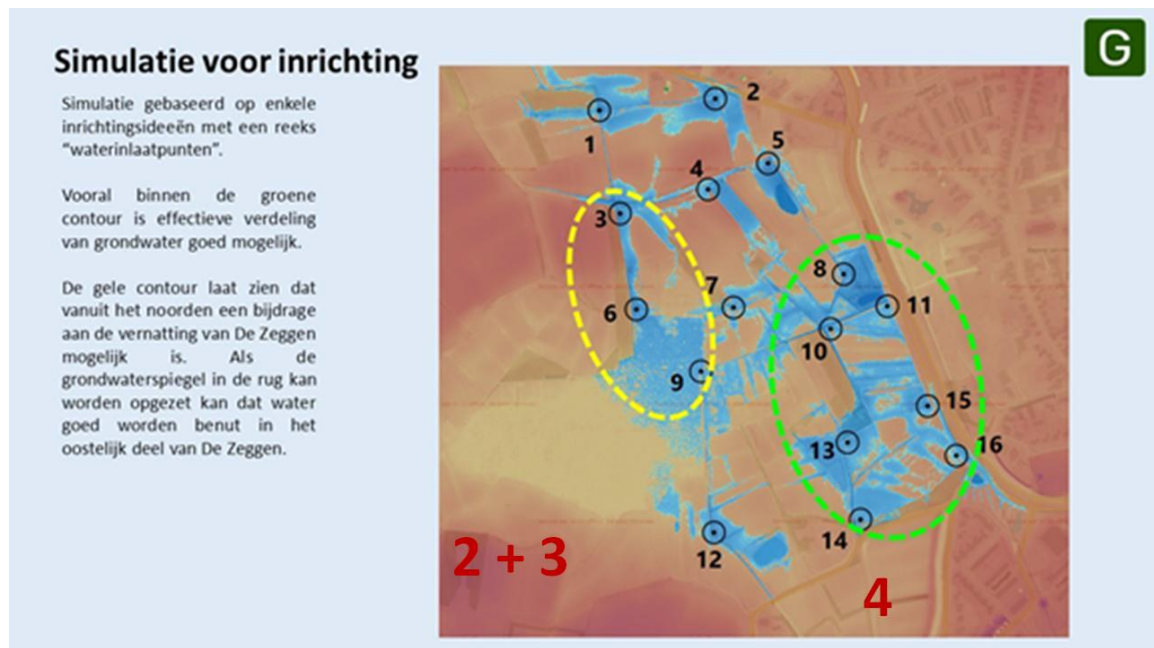 G
Simulatie voor inrichting
Simulatie gebaseerd op enkele
inrichtingsideeën met een reeks
“waterinlaatpunten”.
Vooral binnen de groene
contour is effectieve verdeling
van grondwater goed mogelijk.
De gele contour laat zien dat
vanuit het noorden een bijdrage
aan de vernatting van De Zeggen
mogelijk is. Als de
grondwaterspiegel in de rug kan
worden opgezet kan dat water
goed worden benut in het
oostelijk deel van De Zeggen.
2
1
5
4
3
8
7
11
6
10
9
15
13
16
14
12
2 + 3
4